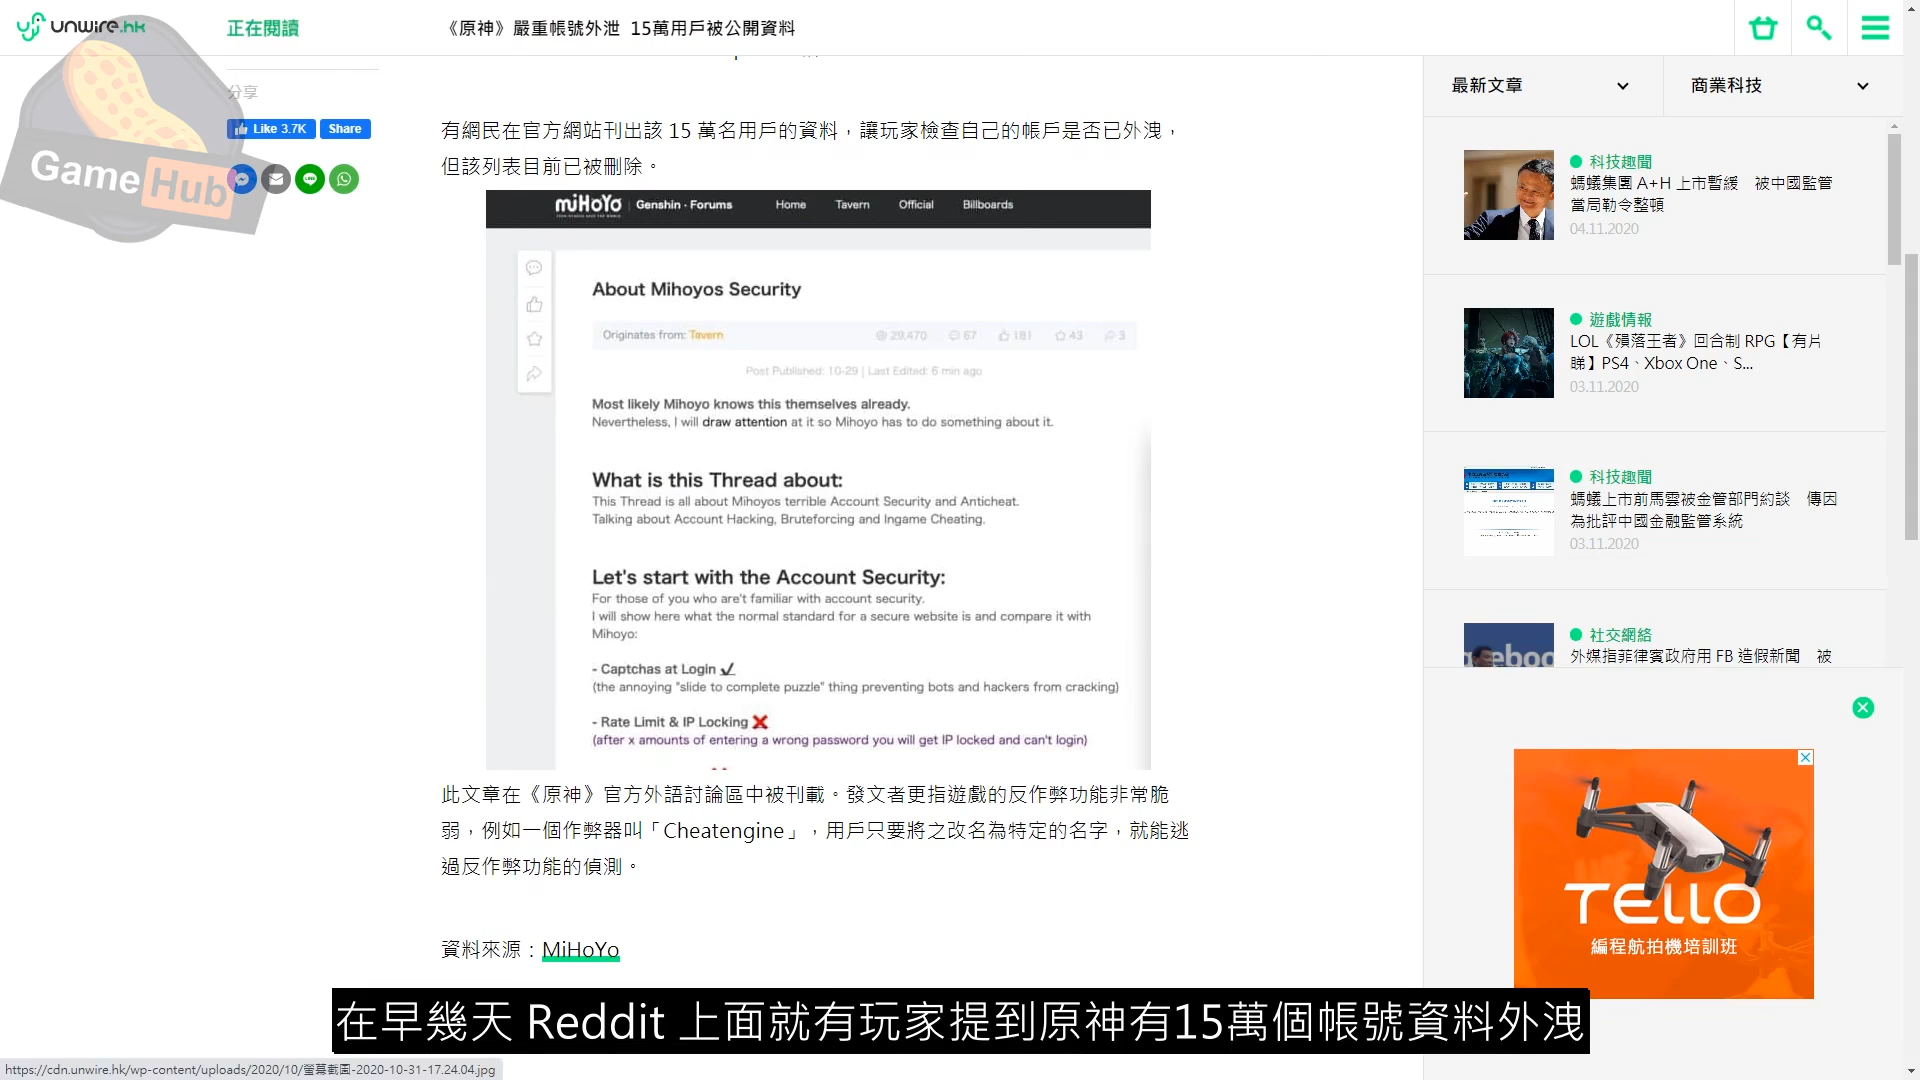 unwire.hk
正在閱讀
《原神》嚴重帳號外泄 15萬用戶被公開資料
分享
Like 3.7K
Share
Game Hub
有網民在官方網站刊出該 15 萬名用戶的資料，讓玩家檢查自己的帳戶是否已外洩，
但該列表目前已被刪除。
miHoYo
Genshin · Forums
Home
Tavern
Official
Billboards
About Mihoyos Security
Originates from: Tavern
29,470
67
181
43
3
Post Published: 10-29 | Last Edited: 6 min ago
Most likely Mihoyo knows this themselves already.
Nevertheless, I will draw attention at it so Mihoyo has to do something about it.
What is this Thread about:
This Thread is all about Mihoyos terrible Account Security and Anticheat.
Talking about Account Hacking, Bruteforcing and Ingame Cheating.
Let's start with the Account Security:
For those of you who are't familiar with account security.
I will show here what the normal standard for a secure website is and compare it with
Mihoyo:
- Captchas at Login ✔
(the annoying "slide to complete puzzle" thing preventing bots and hackers from cracking)
- Rate Limit & IP Locking ❌
(after x amounts of entering a wrong password you will get IP locked and can't login)
此文章在《原神》官方外語討論區中被刊載。發文者更指遊戲的反作弊功能非常脆
弱，例如一個作弊器叫「Cheatengine」，用戶只要將之改名為特定的名字，就能逃
過反作弊功能的偵測。
資料來源：MiHoYo
最新文章
商業科技
科技趣聞
螞蟻集團 A+H 上市暫緩　被中國監管
當局勒令整頓
04.11.2020
遊戲情報
LOL《殞落王者》回合制 RPG【有片
睇】PS4、Xbox One、S...
03.11.2020
科技趣聞
螞蟻上市前馬雲被金管部門約談　傳因
為批評中國金融監管系統
03.11.2020
社交網絡
外媒指菲律賓政府用 FB 造假新聞　被
TELLO
編程航拍機培訓班
在早幾天 Reddit 上面就有玩家提到原神有15萬個帳號資料外洩
https://cdn.unwire.hk/wp-content/uploads/2020/10/螢幕截圖-2020-10-31-17.24.04.jpg